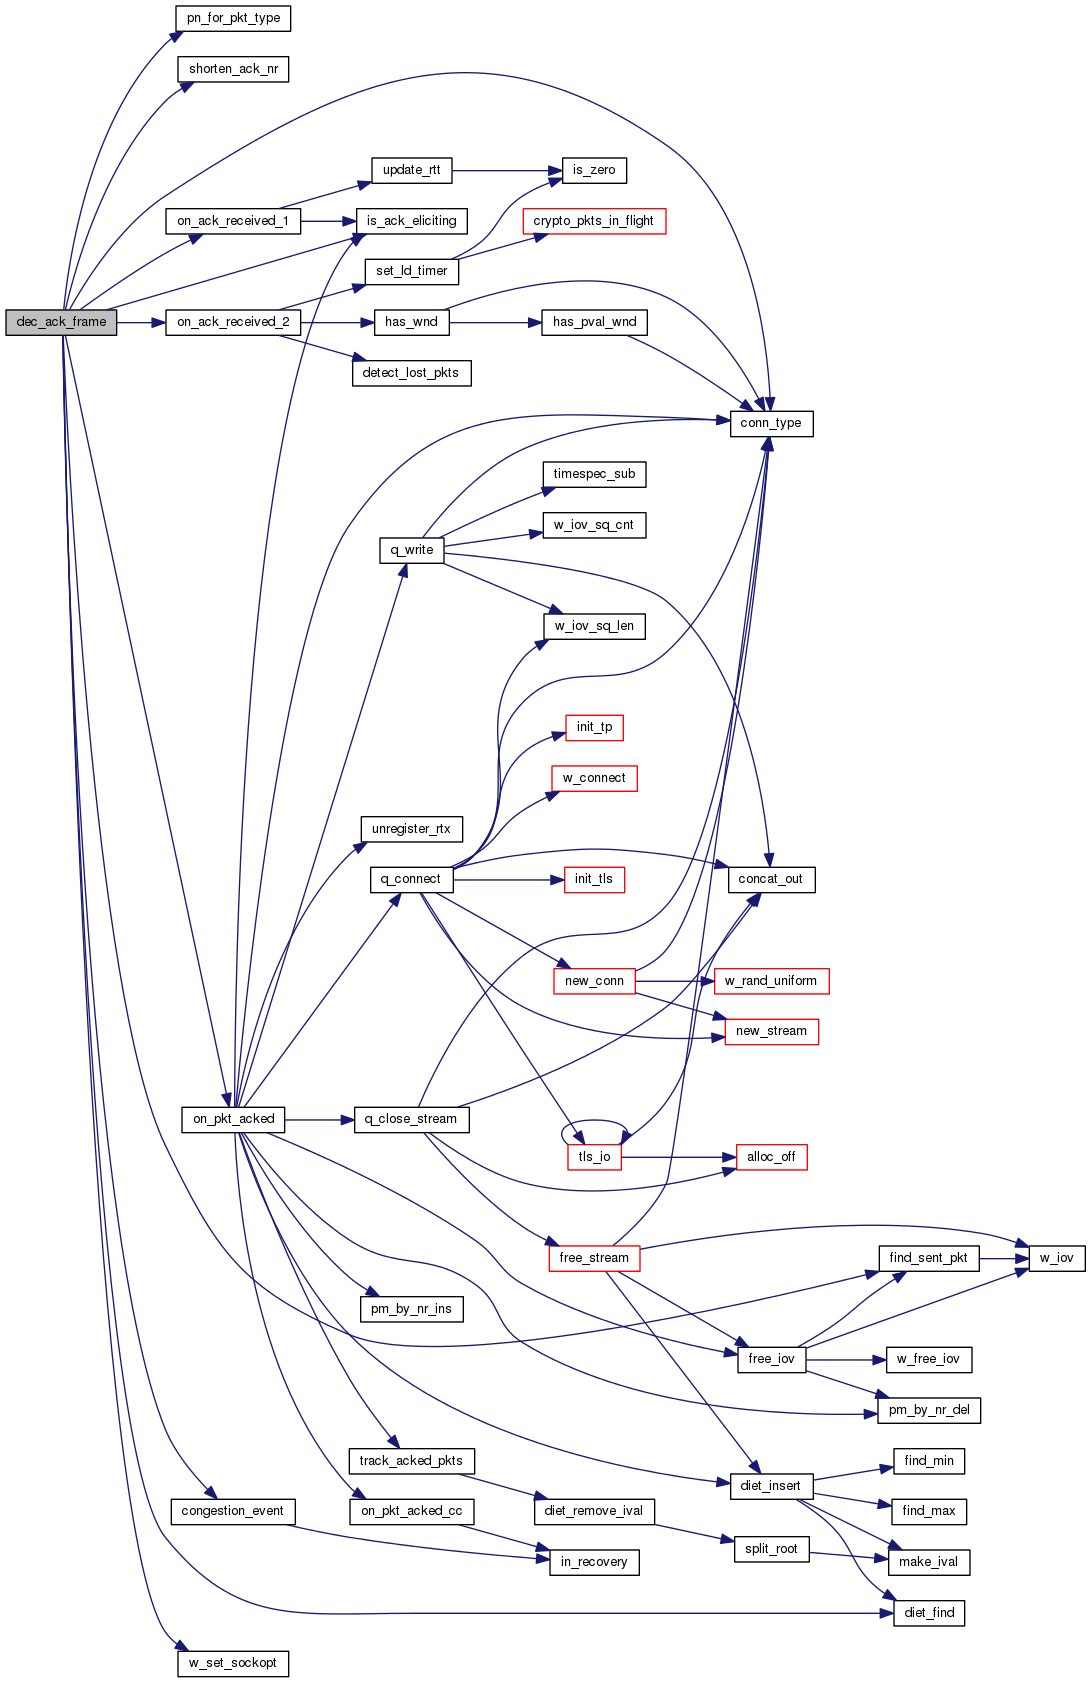 pn_for_pkt_type
shorten_ack_nr
update_rtt
is_zero
on_ack_received_1
is_ack_eliciting
crypto_pkts_in_flight
set_ld_timer
dec_ack_frame
on_ack_received_2
has_wnd
has_pval_wnd
detect_lost_pkts
conn_type
timespec_sub
w_iov_sq_cnt
q_write
w_iov_sq_len
init_tp
w_connect
unregister_rtx
q_connect
init_tls
concat_out
new_conn
w_rand_uniform
new_stream
on_pkt_acked
q_close_stream
tls_io
alloc_off
free_stream
find_sent_pkt
w_iov
pm_by_nr_ins
free_iov
w_free_iov
pm_by_nr_del
track_acked_pkts
find_min
diet_insert
congestion_event
on_pkt_acked_cc
diet_remove_ival
find_max
split_root
in_recovery
make_ival
diet_find
w_set_sockopt